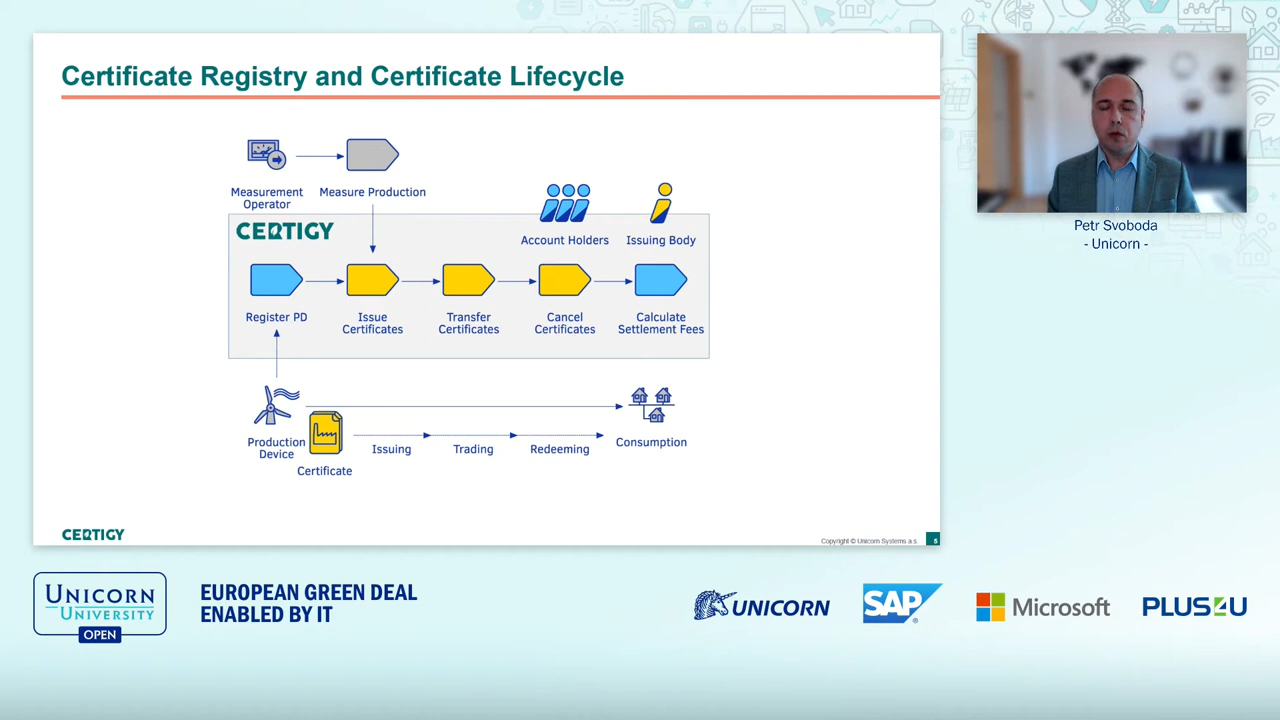 Certificate Registry and Certificate Lifecycle
Measurement
Operator
Measure Production
CERTIGY
Account Holders
Issuing Body
Register PD
Issue
Certificates
Transfer
Certificates
Cancel
Certificates
Calculate
Settlement Fees
Production
Device
Certificate
Issuing
Trading
Redeeming
Consumption
CERTIGY
Copyright © Unicorn Systems a.s.
5
Petr Svoboda
- Unicorn -
UNICORN
UNIVERSITY
OPEN
EUROPEAN GREEN DEAL
ENABLED BY IT
UNICORN
SAP
Microsoft
PLUS4U